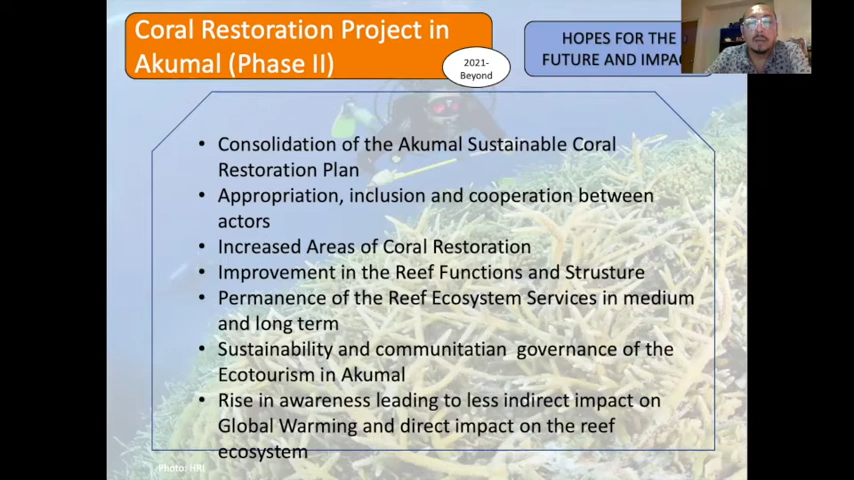 Coral Restoration Project in
Akumal (Phase II)
2021-
Beyond
HOPES FOR THE
FUTURE AND
• Consolidation of the Akumal Sustainable Coral
Restoration Plan
• Appropriation, inclusion and cooperation between
actors
• Increased Areas of Coral Restoration
• Improvement in the Reef Functions and Strusture
• Permanence of the Reef Ecosystem Services in medium
and long term
• Sustainability and communitatian governance of the
Ecotourism in Akumal
• Rise in awareness leading to less indirect impact on
Global Warming and direct impact on the reef
ecosystem
Photo: HRI